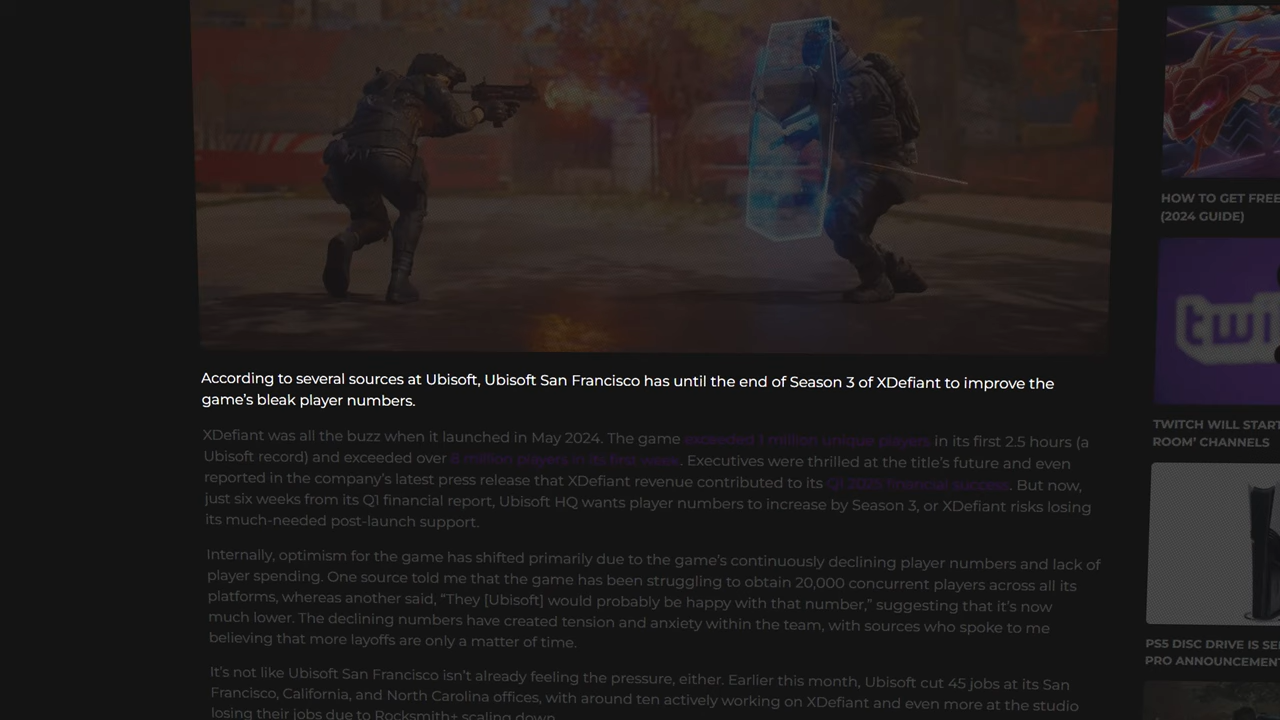 According to several sources at Ubisoft, Ubisoft San Francisco has until the end of Season 3 of XDefiant to improve the
game's bleak player numbers.
XDefiant was all the buzz when it launched in May 2024. The game exceeded 1 million unique players in its first 2.5 hours (a
Ubisoft record) and exceeded over 8 million players in its first week. Executives were thrilled at the title's future and even
reported in the company's latest press release that XDefiant revenue contributed to its Q1 2025 financial success. But now,
just six weeks from its Q1 financial report, Ubisoft HQ wants player numbers to increase by Season 3, or XDefiant risks losing
its much-needed post-launch support.
Internally, optimism for the game has shifted primarily due to the game's continuously declining player numbers and lack of
player spending. One source told me that the game has been struggling to obtain 20,000 concurrent players across all its
platforms, whereas another said, “They [Ubisoft] would probably be happy with that number,” suggesting that it's now
much lower. The declining numbers have created tension and anxiety within the team, with sources who spoke to me
believing that more layoffs are only a matter of time.
It's not like Ubisoft San Francisco isn't already feeling the pressure, either. Earlier this month, Ubisoft cut 45 jobs at its San
Francisco, California, and North Carolina offices, with around ten actively working on XDefiant and even more at the studio
losing their jobs due to Rocksmith+ scaling down.
HOW TO GET FREE
(2024 GUIDE)
twi
TWITCH WILL START
ROOM' CHANNELS
PS5 DISC DRIVE IS SE
PRO ANNOUNCEMEN